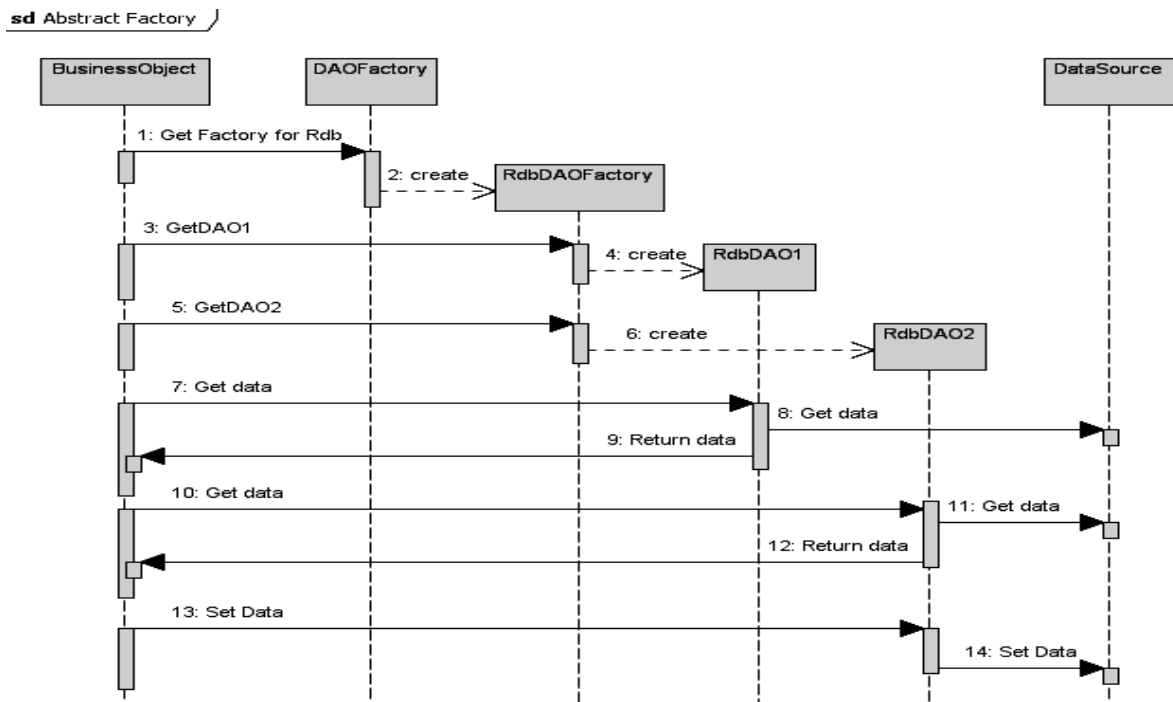 sd Abstract Factory
BusinessObject
DAOFactory
DataSource
1: Get Factory for Rdb
2: create
RdbDAOFactory
3: GetDAO1
4: create
RdbDAO1
5: GetDAO2
6: create
RdbDAO2
7: Get data
8: Get data
9: Return data
10: Get data
11: Get data
12: Return data
13: Set Data
14: Set Data